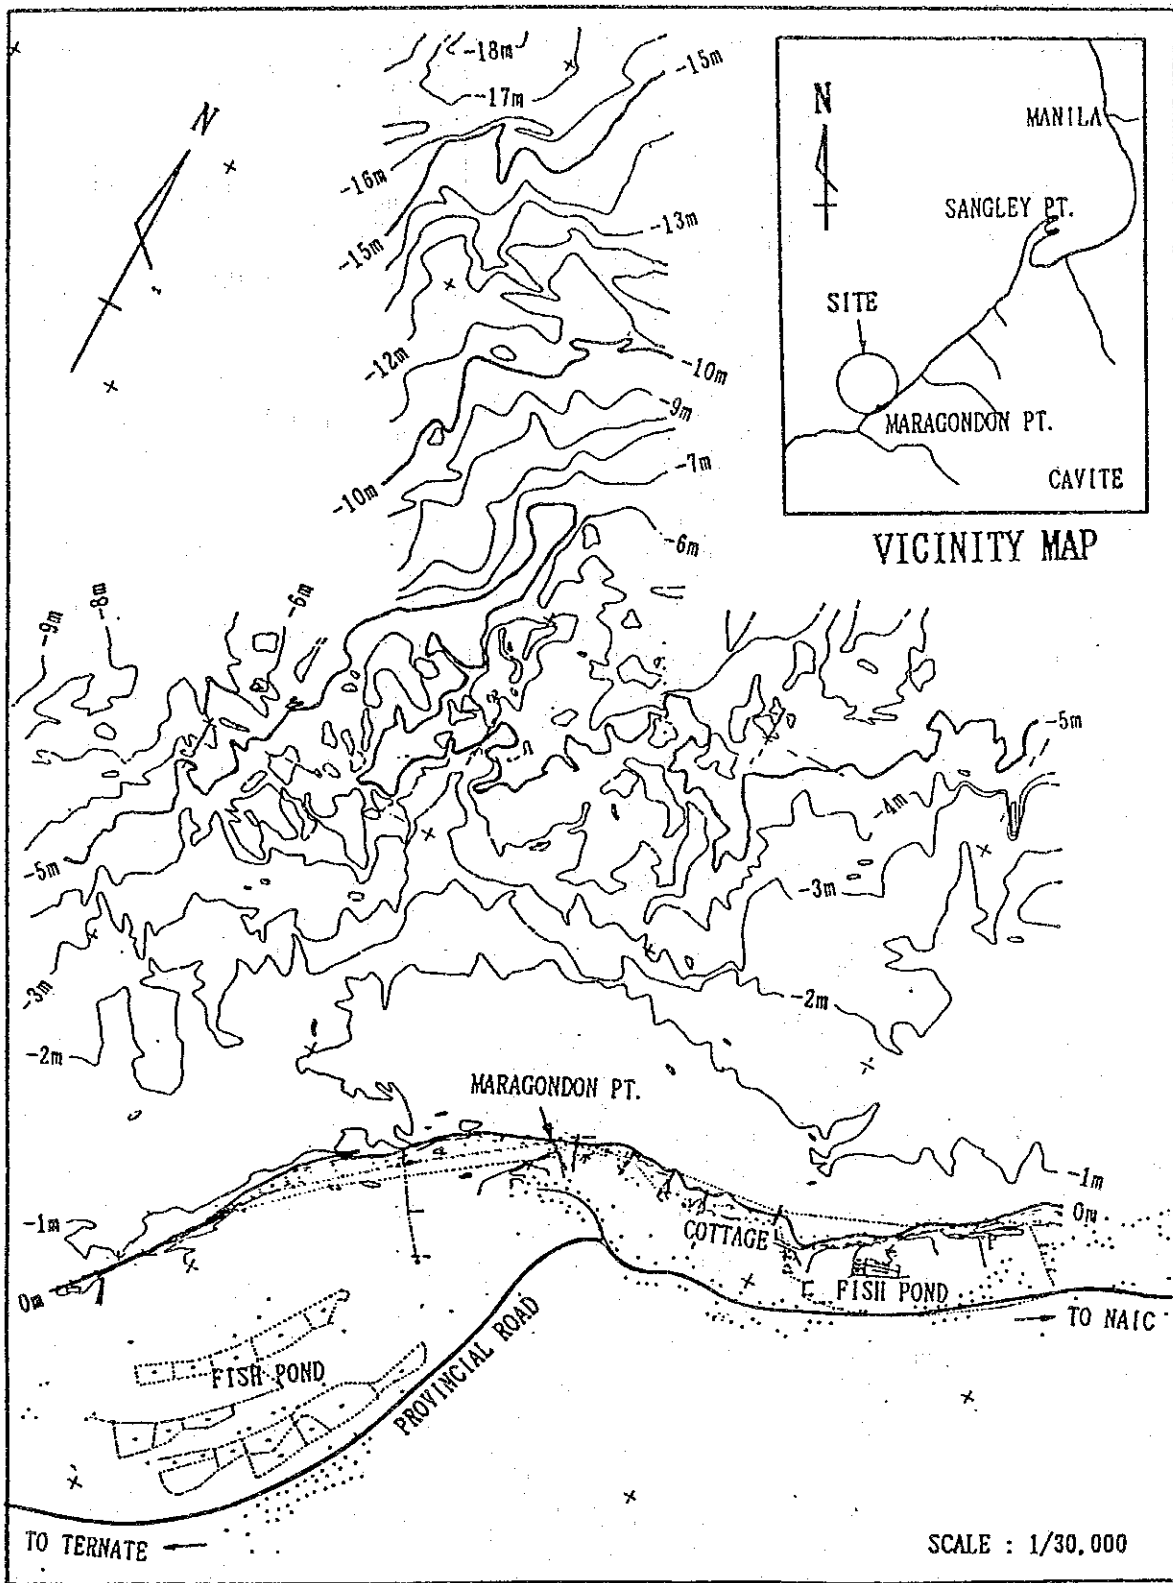 -18m
-15m
-17m
N
-16m
-15m
-13m
-12m
-10m
-9m
-10m
-7m
-6m
N
MANILA
SANGLEY PT.
SITE
MARAGONDON PT.
CAVITE
VICINITY MAP
-9m
-8m
-6m
-5m
-4m
-5m
-3m
-3m
-2m
-2m
MARAGONDON PT.
-1m
-1m
0m
0m
COTTAGE
FISH POND
TO NAIC
FISH POND
PROVINCIAL ROAD
TO TERNATE
SCALE : 1/30,000